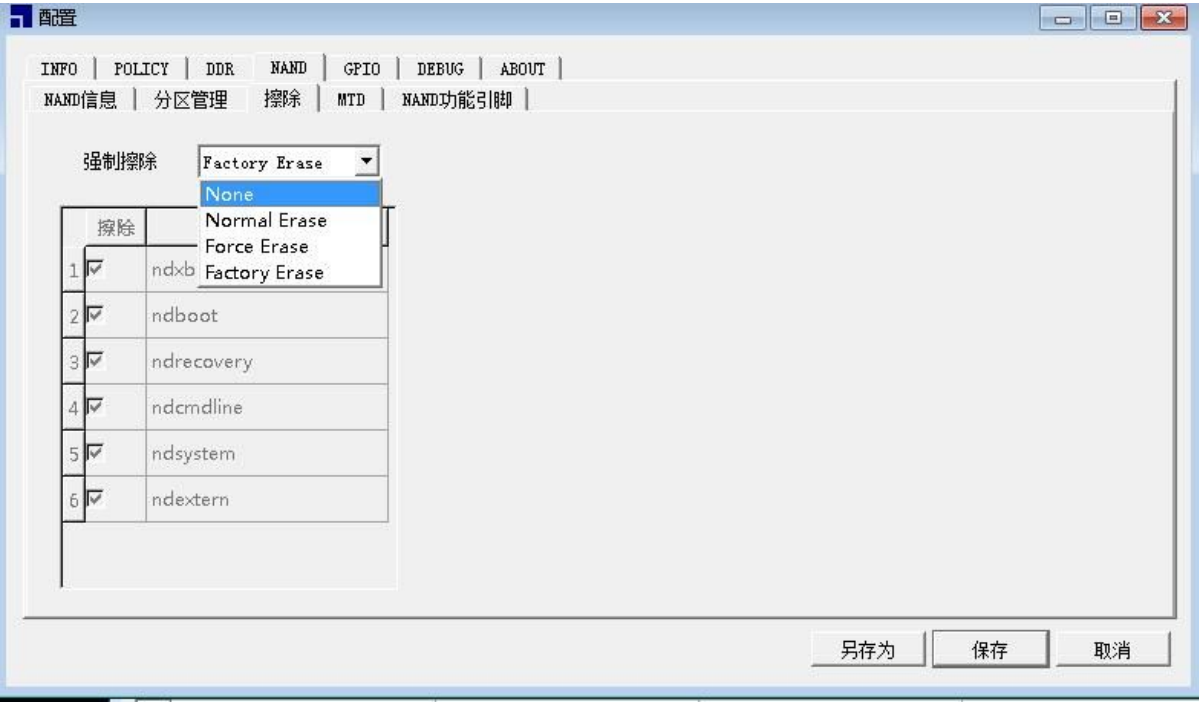 配置
INFO POLICY DDR NAND GPIO DEBUG ABOUT
NAND信息 分区管理 擦除 MTD NAND功能引脚
强制擦除 Factory Erase
None
Normal Erase
Force Erase
Factory Erase
擦除
1 ndxb
2 ndboot
3 ndrecovery
4 ndcmdline
5 ndsystem
6 ndextern
另存为 保存 取消